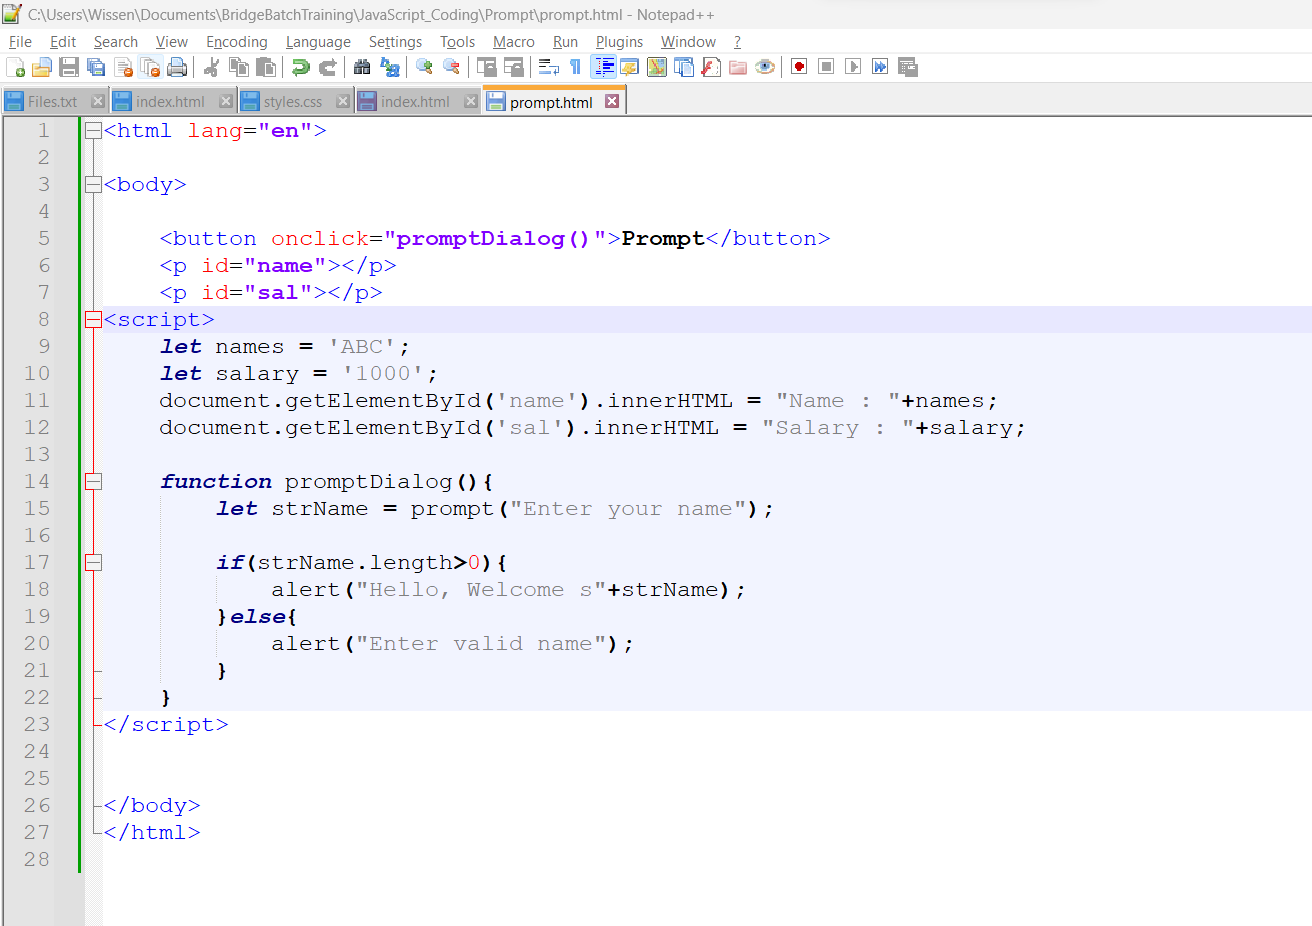 C:\Users\Wissen\Documents\BridgeBatchTraining\JavaScript_Coding\Prompt\prompt.html - Notepad++
File Edit Search View Encoding Language Settings Tools Macro Run Plugins Window ?
Files.txt index.html styles.css index.html prompt.html
1 <html lang="en">
2
3 <body>
4
5     <button onclick="promptDialog()">Prompt</button>
6     <p id="name"></p>
7     <p id="sal"></p>
8 <script>
9     let names = 'ABC';
10     let salary = '1000';
11     document.getElementById('name').innerHTML = "Name : "+names;
12     document.getElementById('sal').innerHTML = "Salary : "+salary;
13
14     function promptDialog(){
15         let strName = prompt("Enter your name");
16
17         if(strName.length>0){
18             alert("Hello, Welcome s"+strName);
19         }else{
20             alert("Enter valid name");
21         }
22     }
23 </script>
24
25
26 </body>
27 </html>
28